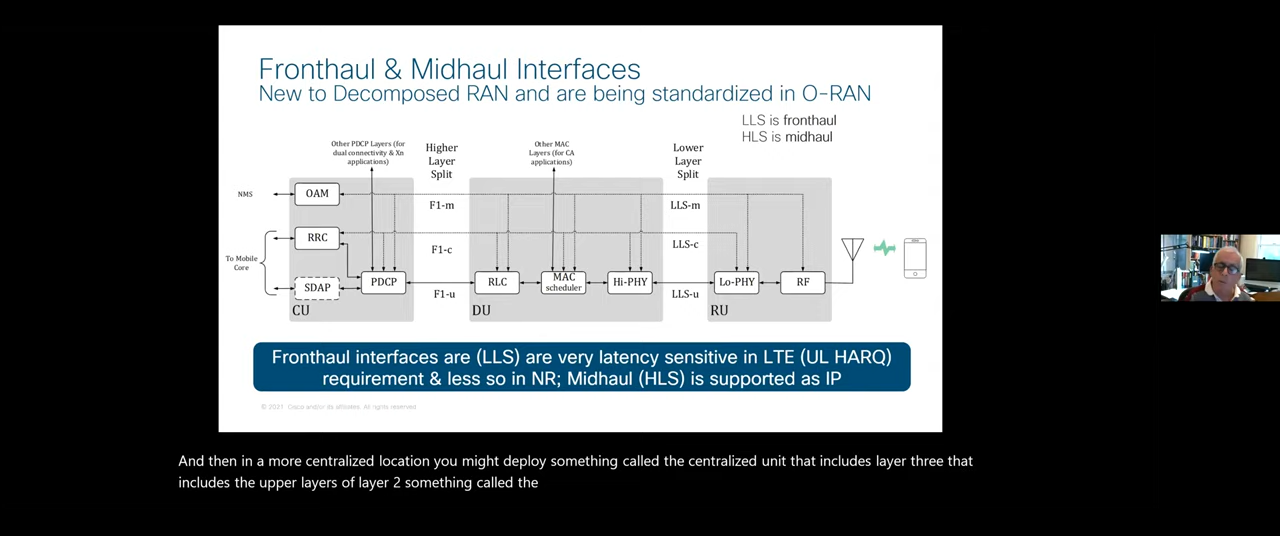 Fronthaul & Midhaul Interfaces
New to Decomposed RAN and are being standardized in O-RAN
LLS is fronthaul
HLS is midhaul
Other PDCP Layers (for
dual connectivity & Xn
applications)
Higher
Layer
Split
Other MAC
Layers (for CA
applications)
Lower
Layer
Split
NMS
OAM
F1-m
LLS-m
RRC
F1-c
LLS-c
To Mobile
Core
SDAP
PDCP
F1-u
RLC
MAC
scheduler
Hi-PHY
LLS-u
Lo-PHY
RF
CU
DU
RU
Fronthaul interfaces are (LLS) are very latency sensitive in LTE (UL HARQ)
requirement & less so in NR; Midhaul (HLS) is supported as IP
© 2021 Cisco and/or its affiliates. All rights reserved.
And then in a more centralized location you might deploy something called the centralized unit that includes layer three that
includes the upper layers of layer 2 something called the